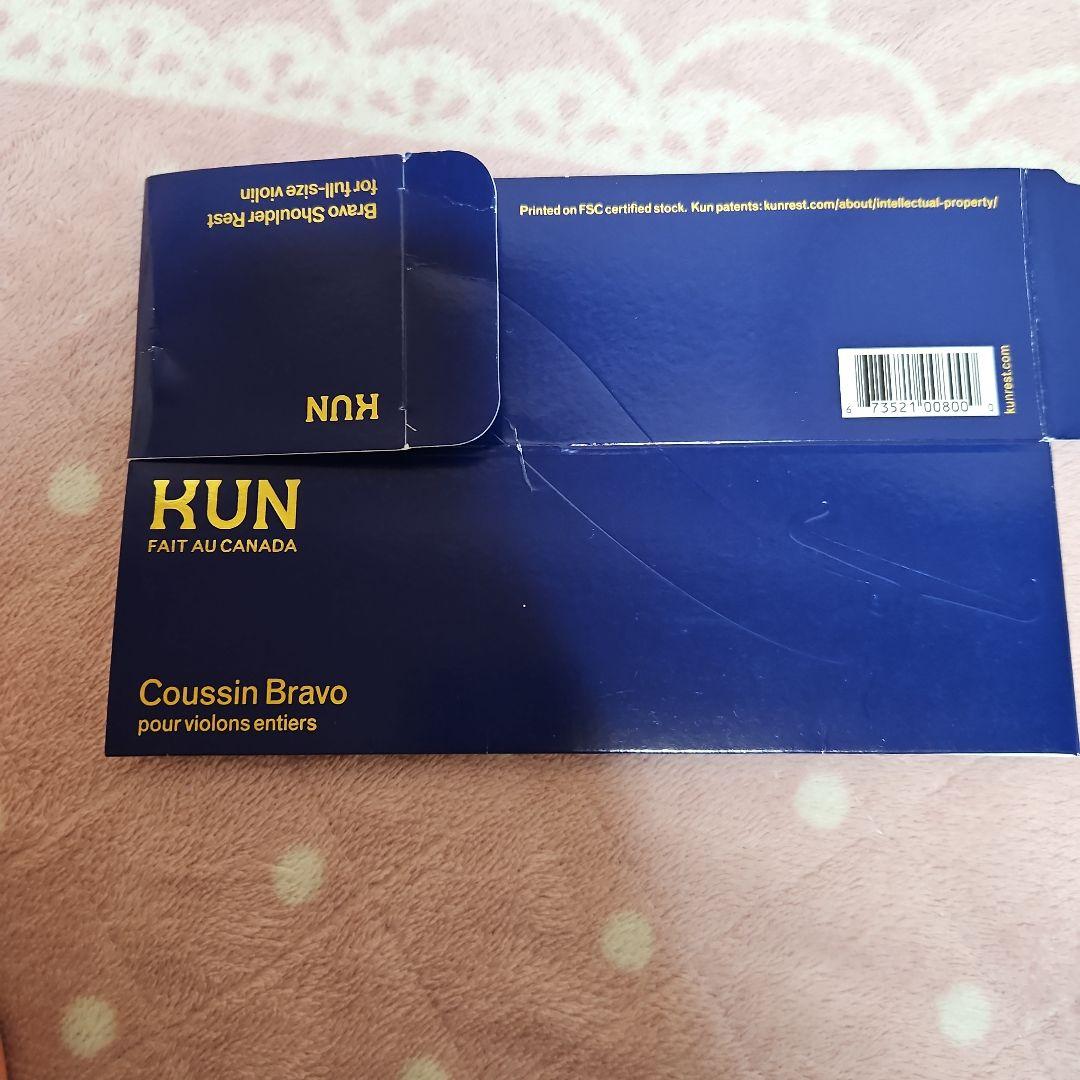 Bravo Shoulder Rest
for full-size violin
KUN
Printed on FSC certified stock. Kun patents: kunrest.com/about/intellectual-property/
6 73521 00800 0
kunrest.com
KUN
FAIT AU CANADA
Coussin Bravo
pour violons entiers